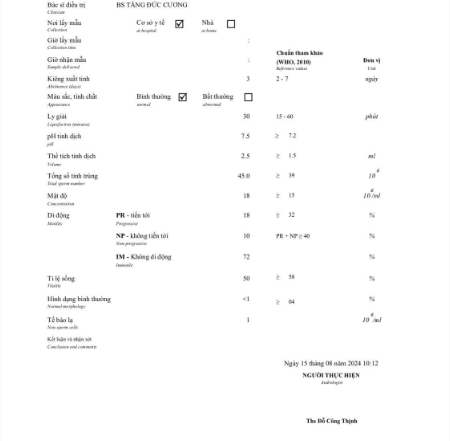 Bác sĩ điều trị BS TĂNG ĐỨC CƯƠNG
Clinician
Nơi lấy mẫu Cơ sở y tế Nhà
Collection at hospital at home
Giờ lấy mẫu :
Collection time
Chuẩn tham khảo
Giờ nhận mẫu : (WHO, 2010) Đơn vị
Sample delivered Reference values Unit
Kiêng xuất tinh 3 2 - 7 ngày
Abstinence (days)
Màu sắc, tính chất Bình thường Bất thường
Appearance normal abnormal
Ly giải 30 15 - 60 phút
Liquefaction (minutes)
pH tinh dịch 7.5 ≥ 7.2
pH
Thể tích tinh dịch 2.5 ≥ 1.5 ml
Volume
Tổng số tinh trùng 45.0 ≥ 39 10⁶
Total sperm number
Mật độ 18 ≥ 15 10⁶/ml
Concentration
Di động PR - tiến tới 18 ≥ 32 %
Motility Progressive
NP - không tiến tới 10 PR + NP ≥ 40 %
Non-progressive
IM - Không di động 72 %
Immotile
Tỉ lệ sống 50 ≥ 58 %
Vitality
Hình dạng bình thường <1 ≥ 04 %
Normal morphology
Tế bào lạ 1 10⁶/ml
Non-sperm cells
Kết luận và nhận xét
Conclusion and comments
Ngày 15 tháng 08 năm 2024 10:12
NGƯỜI THỰC HIỆN
Andrologist
Ths Đỗ Công Thịnh